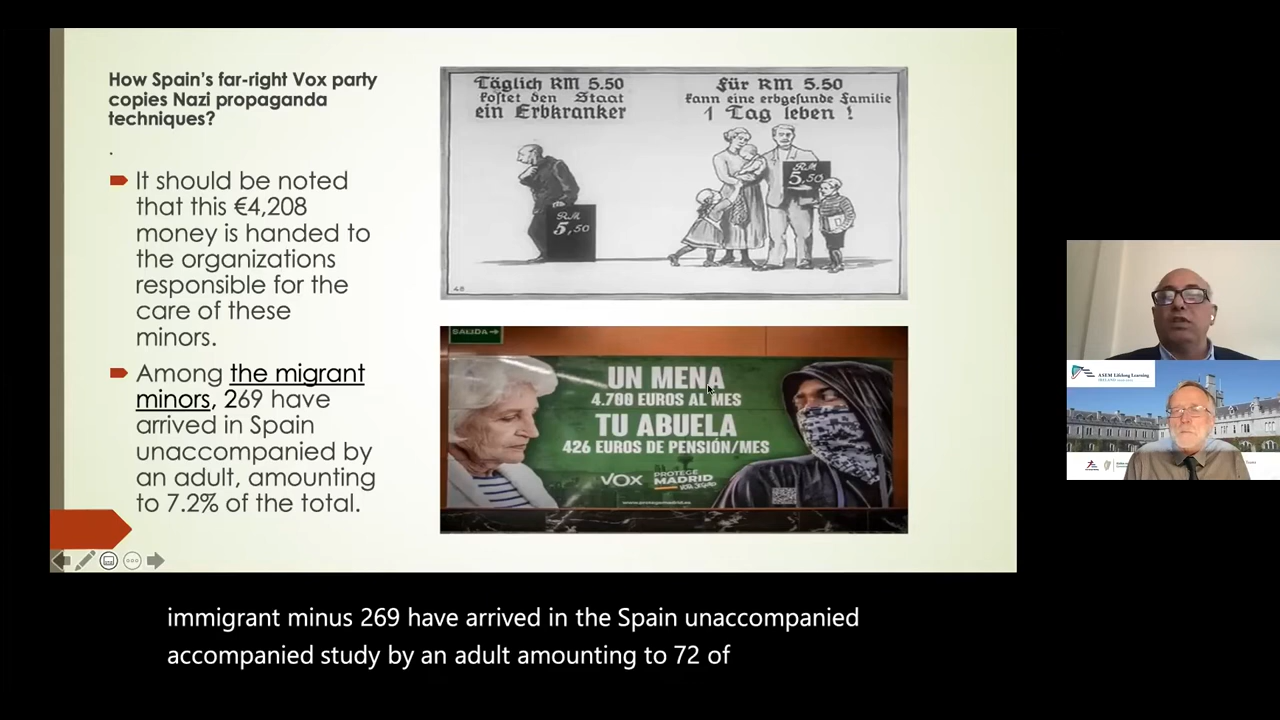 How Spain's far-right Vox party
copies Nazi propaganda
techniques?
.
It should be noted
that this €4,208
money is handed to
the organizations
responsible for the
care of these
minors.
Among the migrant
minors, 269 have
arrived in Spain
unaccompanied by
an adult, amounting
to 7.2% of the total.
Täglich RM 5.50
kostet den Staat
ein Erbkranker
Für RM 5.50
kann eine erbgesunde Familie
1 Tag leben !
RM
5,50
RM
5,50
48
SALIDA →
UN MENA
4.700 EUROS AL MES
TU ABUELA
426 EUROS DE PENSIÓN/MES
VOX
PROTEGE
MADRID
ASEM Lifelong Learning
immigrant minus 269 have arrived in the Spain unaccompanied
accompanied study by an adult amounting to 72 of